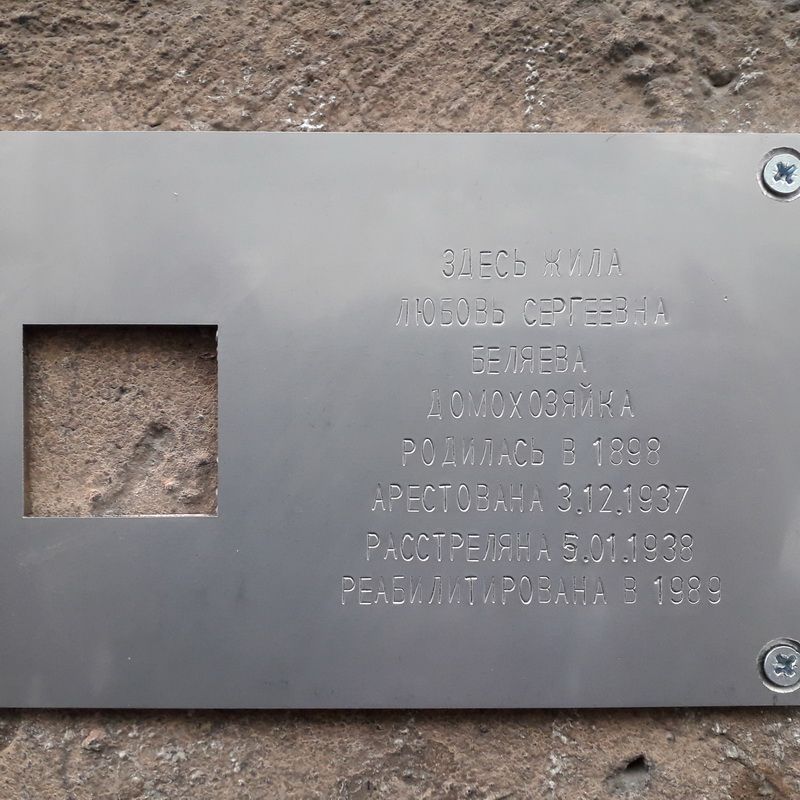 ЗДЕСЬ ЖИЛА
ЛЮБОВЬ СЕРГЕЕВНА
БЕЛЯЕВА
ДОМОХОЗЯЙКА
РОДИЛАСЬ В 1898
АРЕСТОВАНА 3.12.1937
РАССТРЕЛЯНА 5.01.1938
РЕАБИЛИТИРОВАНА В 1989